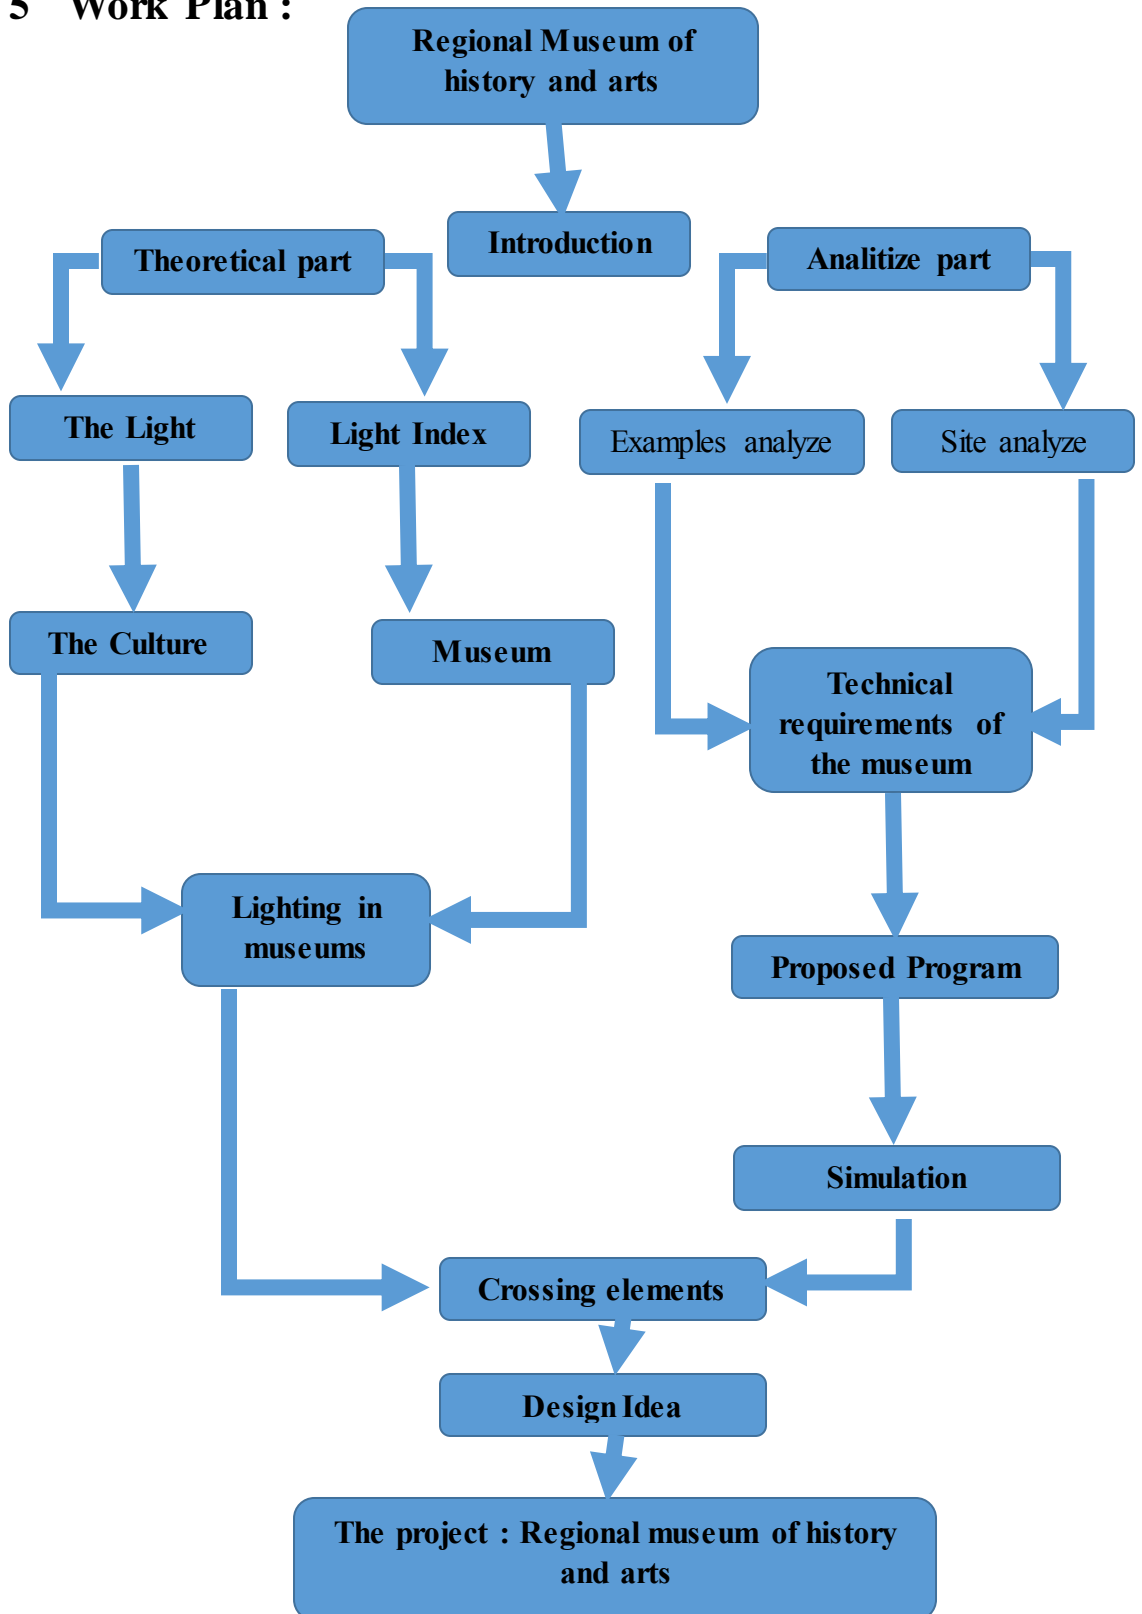 5 Work Plan :
Regional Museum of
history and arts
Introduction
Theoretical part
Analitize part
The Light
Light Index
Examples analyze
Site analyze
The Culture
Museum
Technical
requirements of
the museum
Lighting in
museums
Proposed Program
Simulation
Crossing elements
Design Idea
The project : Regional museum of history
and arts